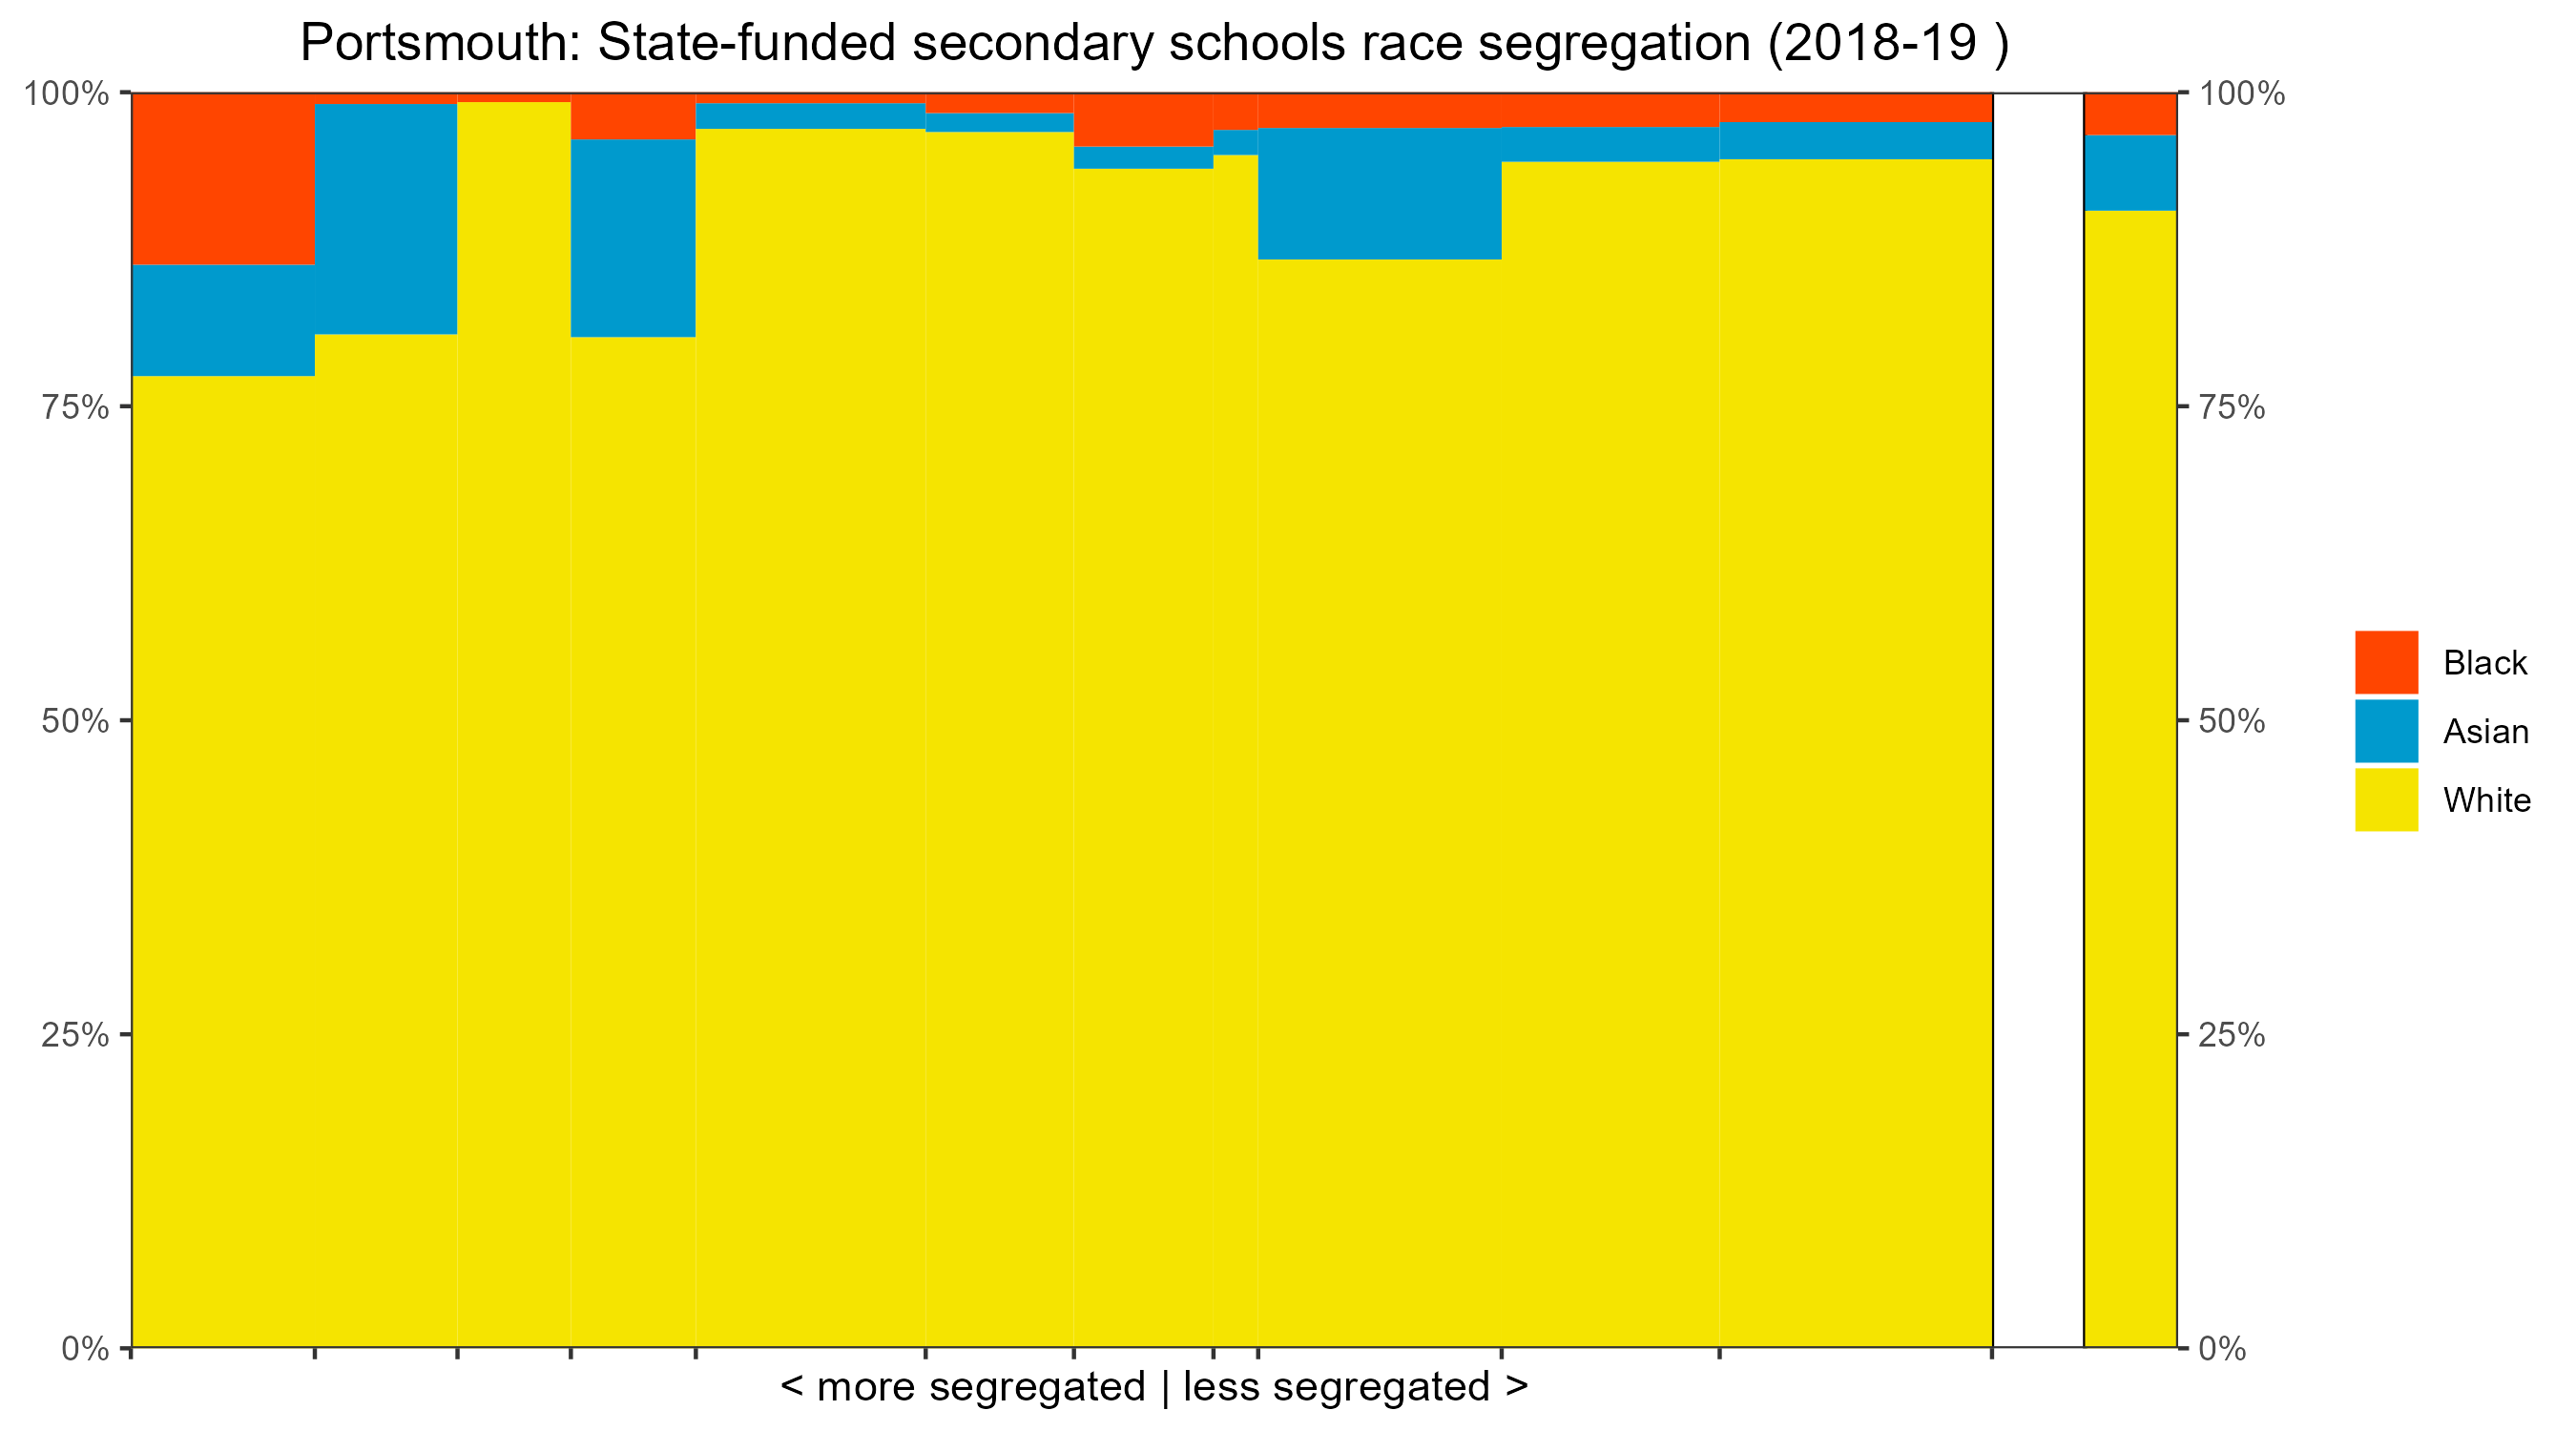 Portsmouth: State-funded secondary schools race segregation (2018-19 )
100%
75%
50%
25%
0%
100%
75%
50%
25%
0%
Black
Asian
White
< more segregated | less segregated >